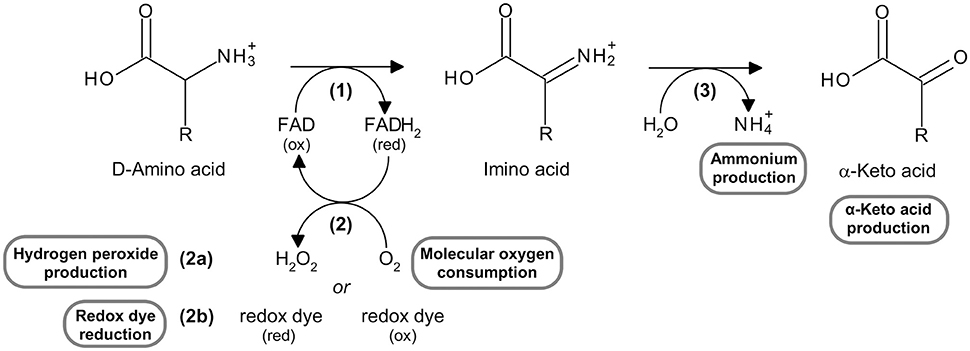 O
NH3+
HO
R
D-Amino acid
(1)
FAD
(ox)
FADH2
(red)
O
NH2+
HO
R
Imino acid
(3)
H2O
NH4+
Ammonium
production
O
O
HO
R
α-Keto acid
α-Keto acid
production
(2)
Hydrogen peroxide
production
(2a)
H2O2
O2
Molecular oxygen
consumption
or
Redox dye
reduction
(2b)
redox dye
(red)
redox dye
(ox)